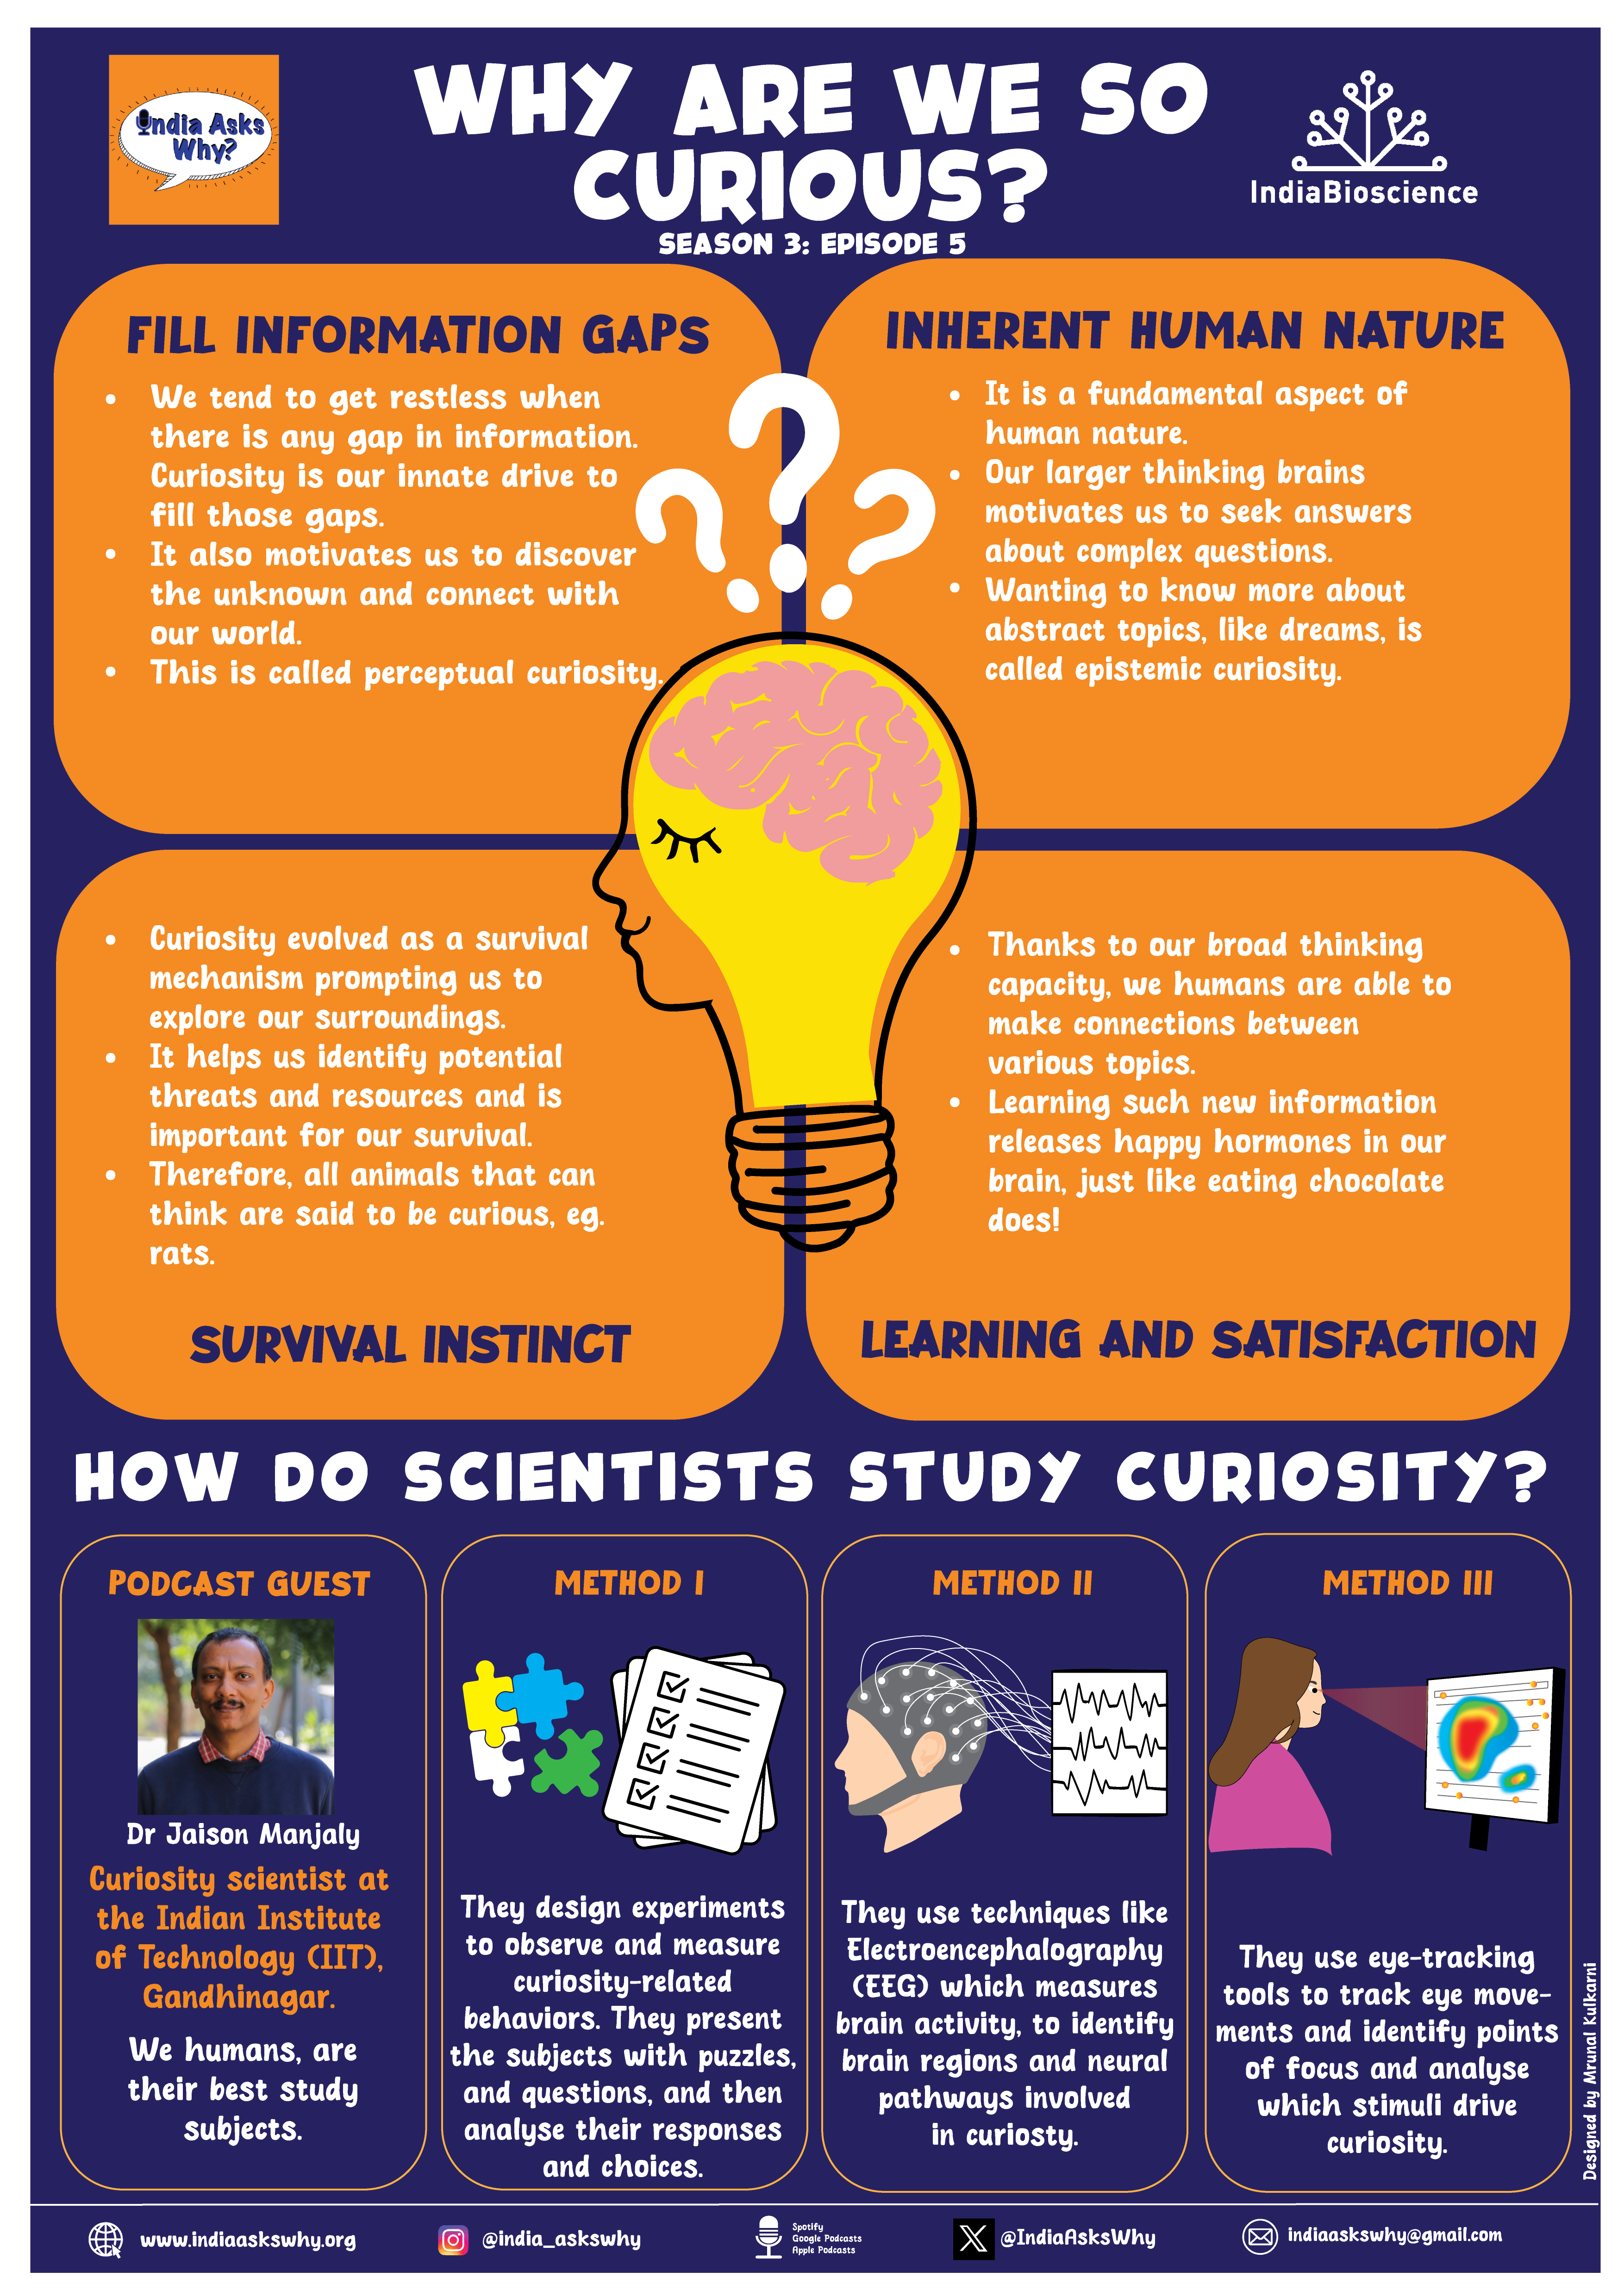 India Asks
Why?
WHY ARE WE SO
CURIOUS?
SEASON 3: EPISODE 5
IndiaBioscience
FILL INFORMATION GAPS
• We tend to get restless when
there is any gap in information.
Curiosity is our innate drive to
fill those gaps.
• It also motivates us to discover
the unknown and connect with
our world.
• This is called perceptual curiosity.
INHERENT HUMAN NATURE
• It is a fundamental aspect of
human nature.
• Our larger thinking brains
motivates us to seek answers
about complex questions.
• Wanting to know more about
abstract topics, like dreams, is
called epistemic curiosity.
• Curiosity evolved as a survival
mechanism prompting us to
explore our surroundings.
• It helps us identify potential
threats and resources and is
important for our survival.
• Therefore, all animals that can
think are said to be curious, eg.
rats.
SURVIVAL INSTINCT
• Thanks to our broad thinking
capacity, we humans are able to
make connections between
various topics.
• Learning such new information
releases happy hormones in our
brain, just like eating chocolate
does!
LEARNING AND SATISFACTION
HOW DO SCIENTISTS STUDY CURIOSITY?
PODCAST GUEST
Dr Jaison Manjaly
Curiosity scientist at
the Indian Institute
of Technology (IIT),
Gandhinagar.
We humans, are
their best study
subjects.
METHOD I
They design experiments
to observe and measure
curiosity-related
behaviors. They present
the subjects with puzzles,
and questions, and then
analyse their responses
and choices.
METHOD II
They use techniques like
Electroencephalography
(EEG) which measures
brain activity, to identify
brain regions and neural
pathways involved
in curiosty.
METHOD III
They use eye-tracking
tools to track eye move-
ments and identify points
of focus and analyse
which stimuli drive
curiosity.
Designed by Mrunal Kulkarni
www.indiaaskswhy.org
@india_askswhy
Spotify
Google Podcasts
Apple Podcasts
@IndiaAsksWhy
indiaaskswhy@gmail.com